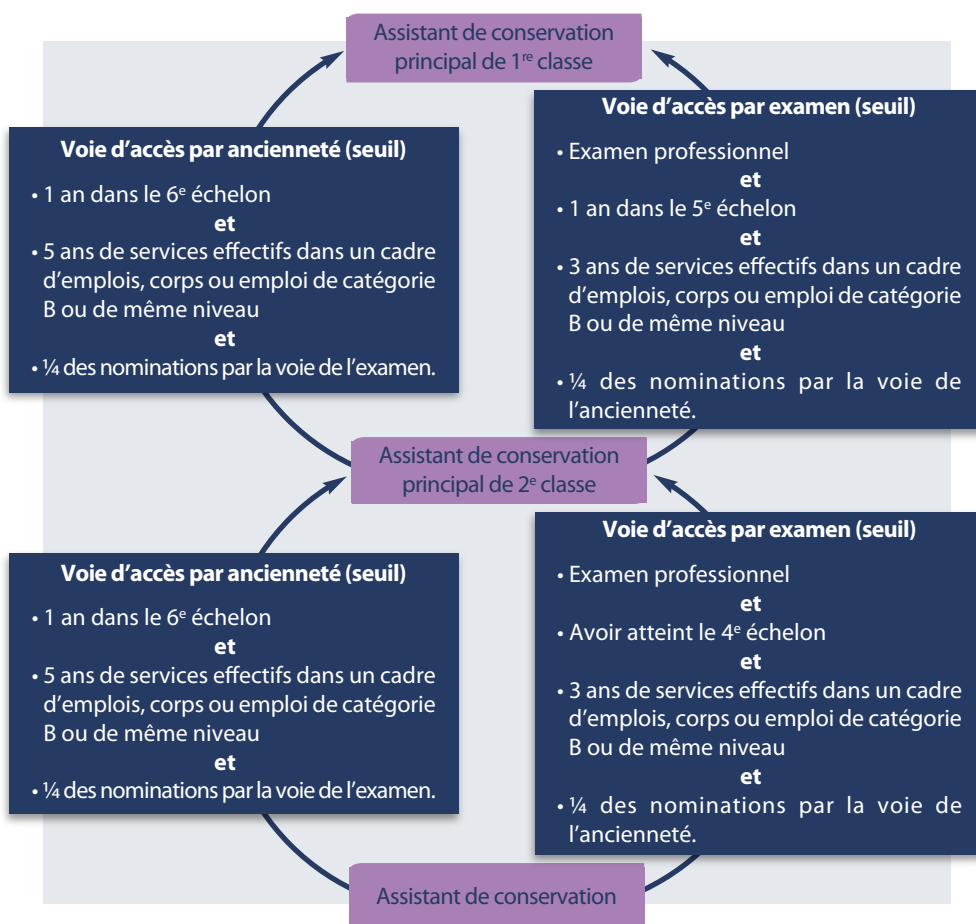 Assistant de conservation
principal de 1re classe
Voie d’accès par ancienneté (seuil)
• 1 an dans le 6e échelon
et
• 5 ans de services effectifs dans un cadre
d’emplois, corps ou emploi de catégorie
B ou de même niveau
et
• ¼ des nominations par la voie de l’examen.
Voie d’accès par examen (seuil)
• Examen professionnel
et
• 1 an dans le 5e échelon
et
• 3 ans de services effectifs dans un cadre
d’emplois, corps ou emploi de catégorie
B ou de même niveau
et
• ¼ des nominations par la voie de
l’ancienneté.
Assistant de conservation
principal de 2e classe
Voie d’accès par ancienneté (seuil)
• 1 an dans le 6e échelon
et
• 5 ans de services effectifs dans un cadre
d’emplois, corps ou emploi de catégorie
B ou de même niveau
et
• ¼ des nominations par la voie de l’examen.
Voie d’accès par examen (seuil)
• Examen professionnel
et
• Avoir atteint le 4e échelon
et
• 3 ans de services effectifs dans un cadre
d’emplois, corps ou emploi de catégorie
B ou de même niveau
et
• ¼ des nominations par la voie de
l’ancienneté.
Assistant de conservation